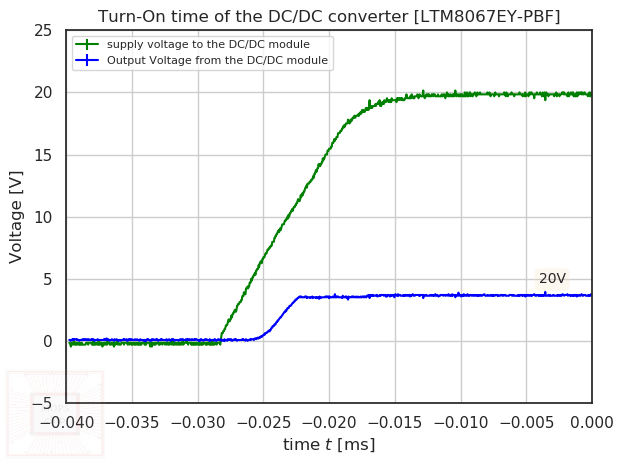 Turn-On time of the DC/DC converter [LTM8067EY-PBF]
supply voltage to the DC/DC module
Output Voltage from the DC/DC module
25
20
15
10
5
0
−5
Voltage [V]
20V
−0.040 −0.035 −0.030 −0.025 −0.020 −0.015 −0.010 −0.005 0.000
time t [ms]